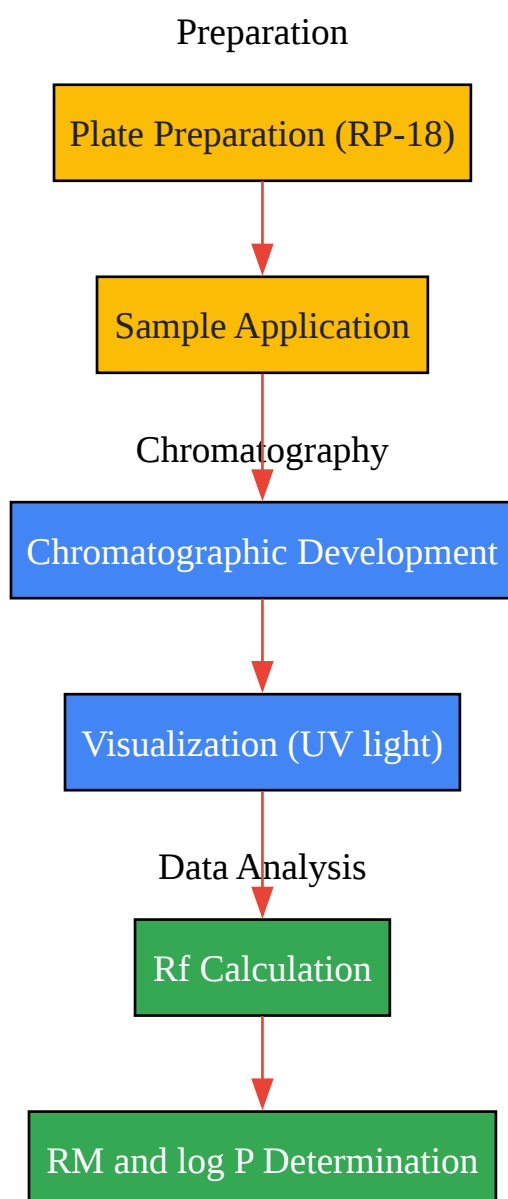 Preparation
Plate Preparation (RP-18)
Sample Application
Chromatography
Chromatographic Development
Visualization (UV light)
Data Analysis
Rf Calculation
RM and log P Determination